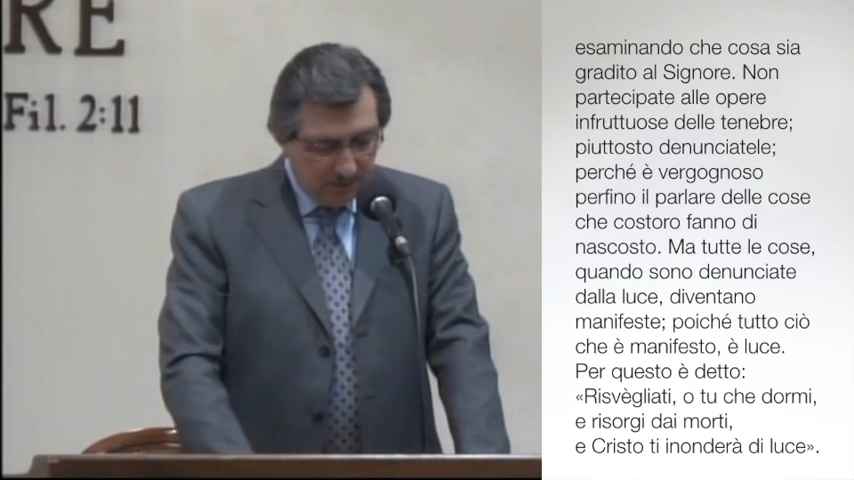 RE
Fil. 2:11
esaminando che cosa sia
gradito al Signore. Non
partecipate alle opere
infruttuose delle tenebre;
piuttosto denunciatele;
perché è vergognoso
perfino il parlare delle cose
che costoro fanno di
nascosto. Ma tutte le cose,
quando sono denunciate
dalla luce, diventano
manifeste; poiché tutto ciò
che è manifesto, è luce.
Per questo è detto:
«Risvègliati, o tu che dormi,
e risorgi dai morti,
e Cristo ti inonderà di luce».